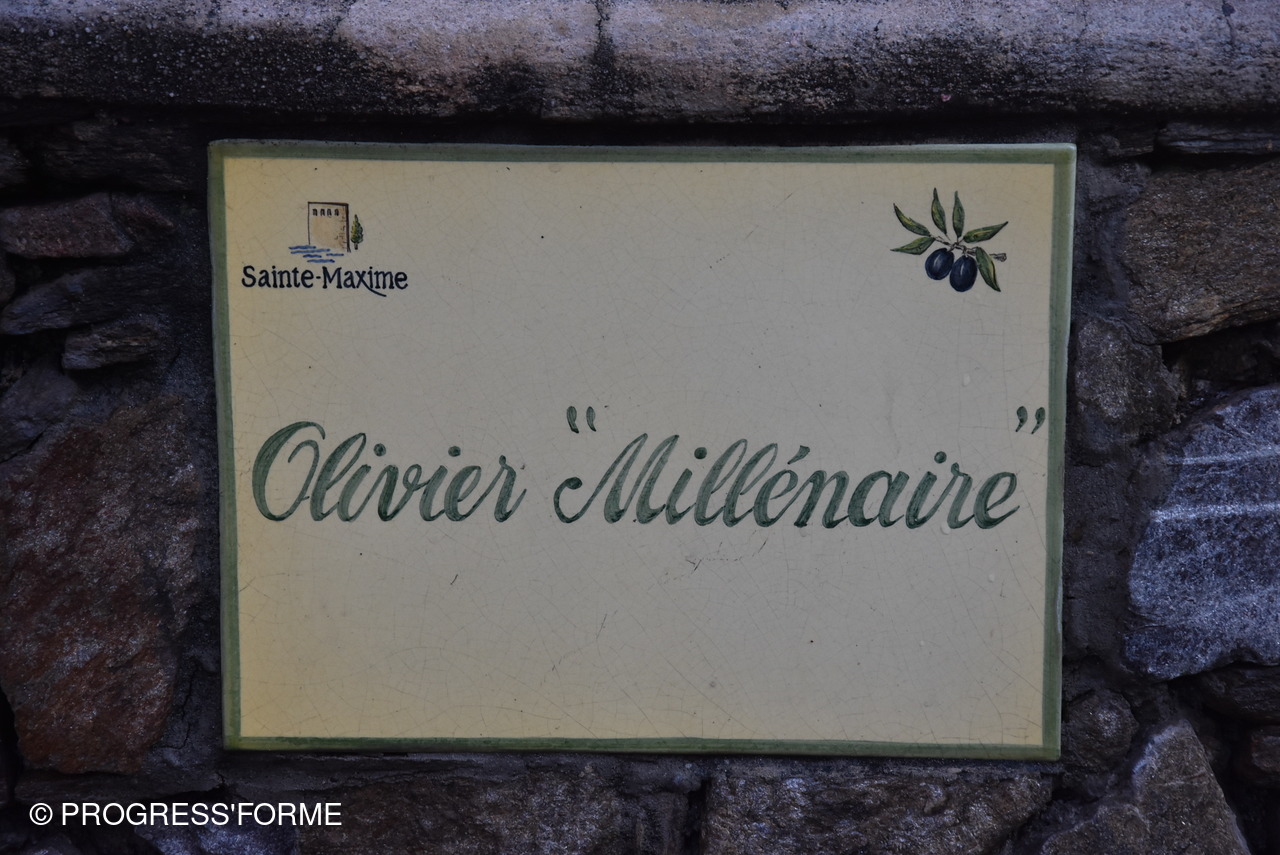 Sainte-Maxime
Olivier "Millénaire"
© PROGRESS'FORME